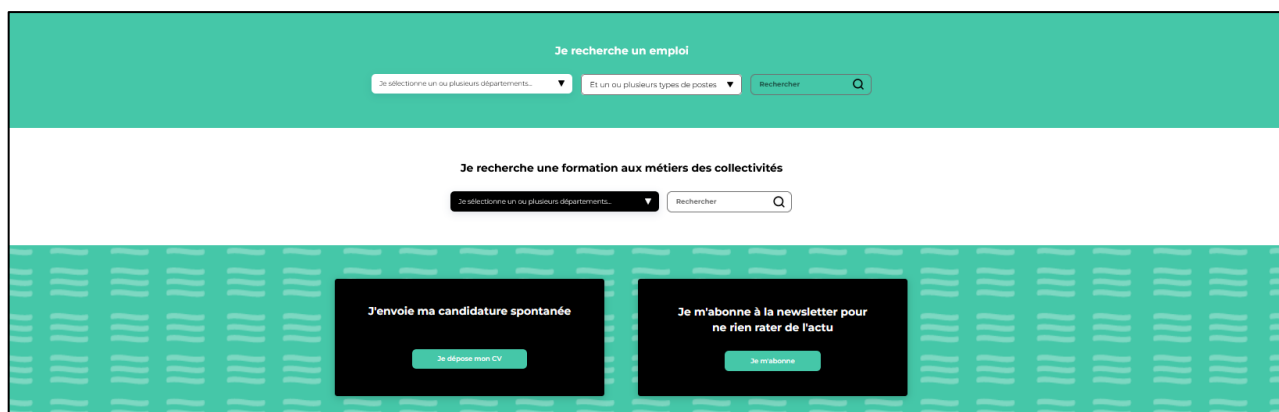 Je recherche un emploi
Je sélectionne un ou plusieurs départements...
Et un ou plusieurs types de postes
Rechercher
Je recherche une formation aux métiers des collectivités
Je sélectionne un ou plusieurs départements...
Rechercher
J'envoie ma candidature spontanée
Je dépose mon CV
Je m'abonne à la newsletter pour
ne rien rater de l'actu
Je m'abonne